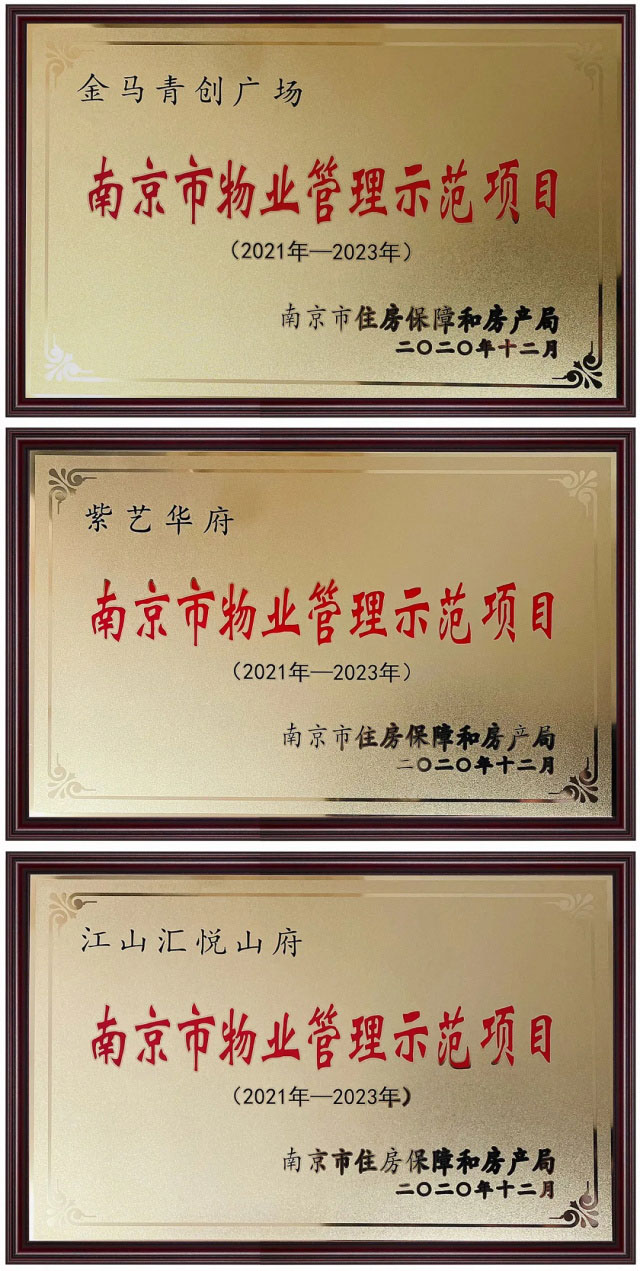 金马青创广场
南京市物业管理示范项目
（2021年—2023年）
南京市住房保障和房产局
二〇二〇年十二月
紫艺华府
南京市物业管理示范项目
（2021年—2023年）
南京市住房保障和房产局
二〇二〇年十二月
江山汇悦山府
南京市物业管理示范项目
（2021年—2023年）
南京市住房保障和房产局
二〇二〇年十二月